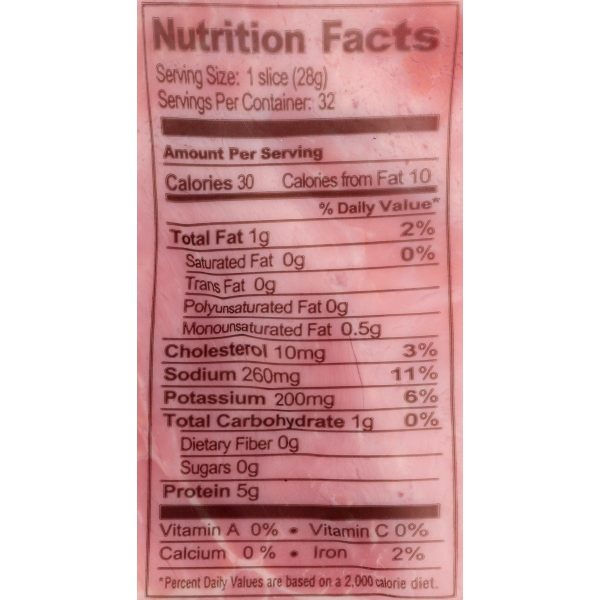 Nutrition Facts
Serving Size: 1 slice (28g)
Servings Per Container: 32
Amount Per Serving
Calories 30 Calories from Fat 10
% Daily Value*
Total Fat 1g 2%
Saturated Fat 0g 0%
Trans Fat 0g
Polyunsaturated Fat 0g
Monounsaturated Fat 0.5g
Cholesterol 10mg 3%
Sodium 260mg 11%
Potassium 200mg 6%
Total Carbohydrate 1g 0%
Dietary Fiber 0g
Sugars 0g
Protein 5g
Vitamin A 0% • Vitamin C 0%
Calcium 0 % • Iron 2%
*Percent Daily Values are based on a 2,000 calorie diet.